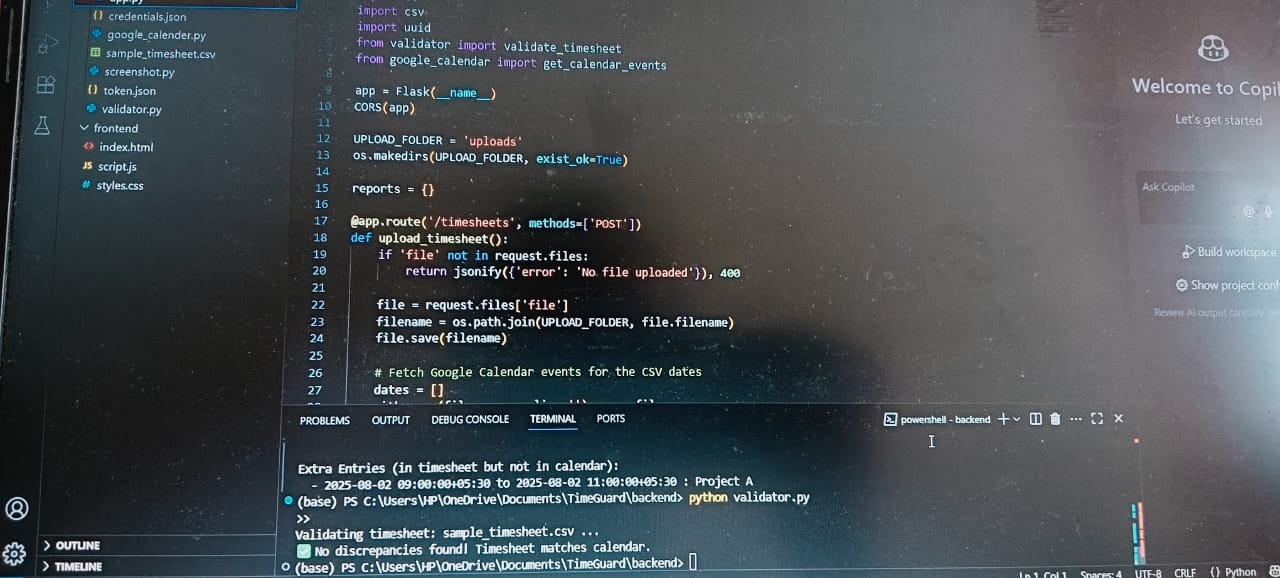 credentials.json
google_calender.py
sample_timesheet.csv
screenshot.py
token.json
validator.py
frontend
index.html
script.js
styles.css
OUTLINE
TIMELINE
import csv
import uuid
from validator import validate_timesheet
7 from google_calendar import get_calendar_events
8
9 app = Flask(__name__)
10 CORS(app)
11
12 UPLOAD_FOLDER = 'uploads'
13 os.makedirs(UPLOAD_FOLDER, exist_ok=True)
14
15 reports = {}
16
17 @app.route('/timesheets', methods=['POST'])
18 def upload_timesheet():
19 if 'file' not in request.files:
20 return jsonify({'error': 'No file uploaded'}), 400
21
22 file = request.files['file']
23 filename = os.path.join(UPLOAD_FOLDER, file.filename)
24 file.save(filename)
25
26 # Fetch Google Calendar events for the CSV dates
27 dates = []
PROBLEMS OUTPUT DEBUG CONSOLE TERMINAL PORTS
powershell - backend
Extra Entries (in timesheet but not in calendar):
- 2025-08-02 09:00:00+05:30 to 2025-08-02 11:00:00+05:30 : Project A
(base) PS C:\Users\HP\OneDrive\Documents\TimeGuard\backend> python validator.py
>>
Validating timesheet: sample_timesheet.csv ...
✅ No discrepancies found! Timesheet matches calendar.
(base) PS C:\Users\HP\OneDrive\Documents\TimeGuard\backend>
Welcome to Copil
Let's get started
Ask Copilot
@
Build workspace
Show project conf
Review AI output carefully
Ln 1, Col 1 Spaces: 4 UTF-8 CRLF {} Python